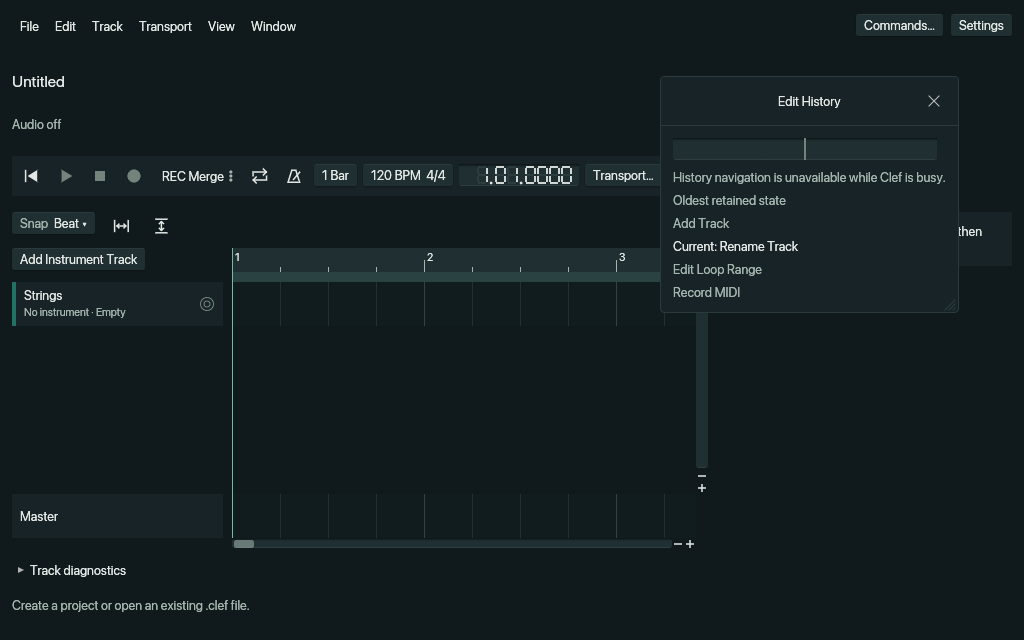 File Edit Track Transport View Window Commands... Settings
Untitled
Audio off
REC Merge 1 Bar 120 BPM 4/4 1.01.0000 Transport...
Snap Beat
Add Instrument Track
1 2 3
Strings
No instrument · Empty
Master
Track diagnostics
Create a project or open an existing .clef file.
Edit History
History navigation is unavailable while Clef is busy.
Oldest retained state
Add Track
Current: Rename Track
Edit Loop Range
Record MIDI
then